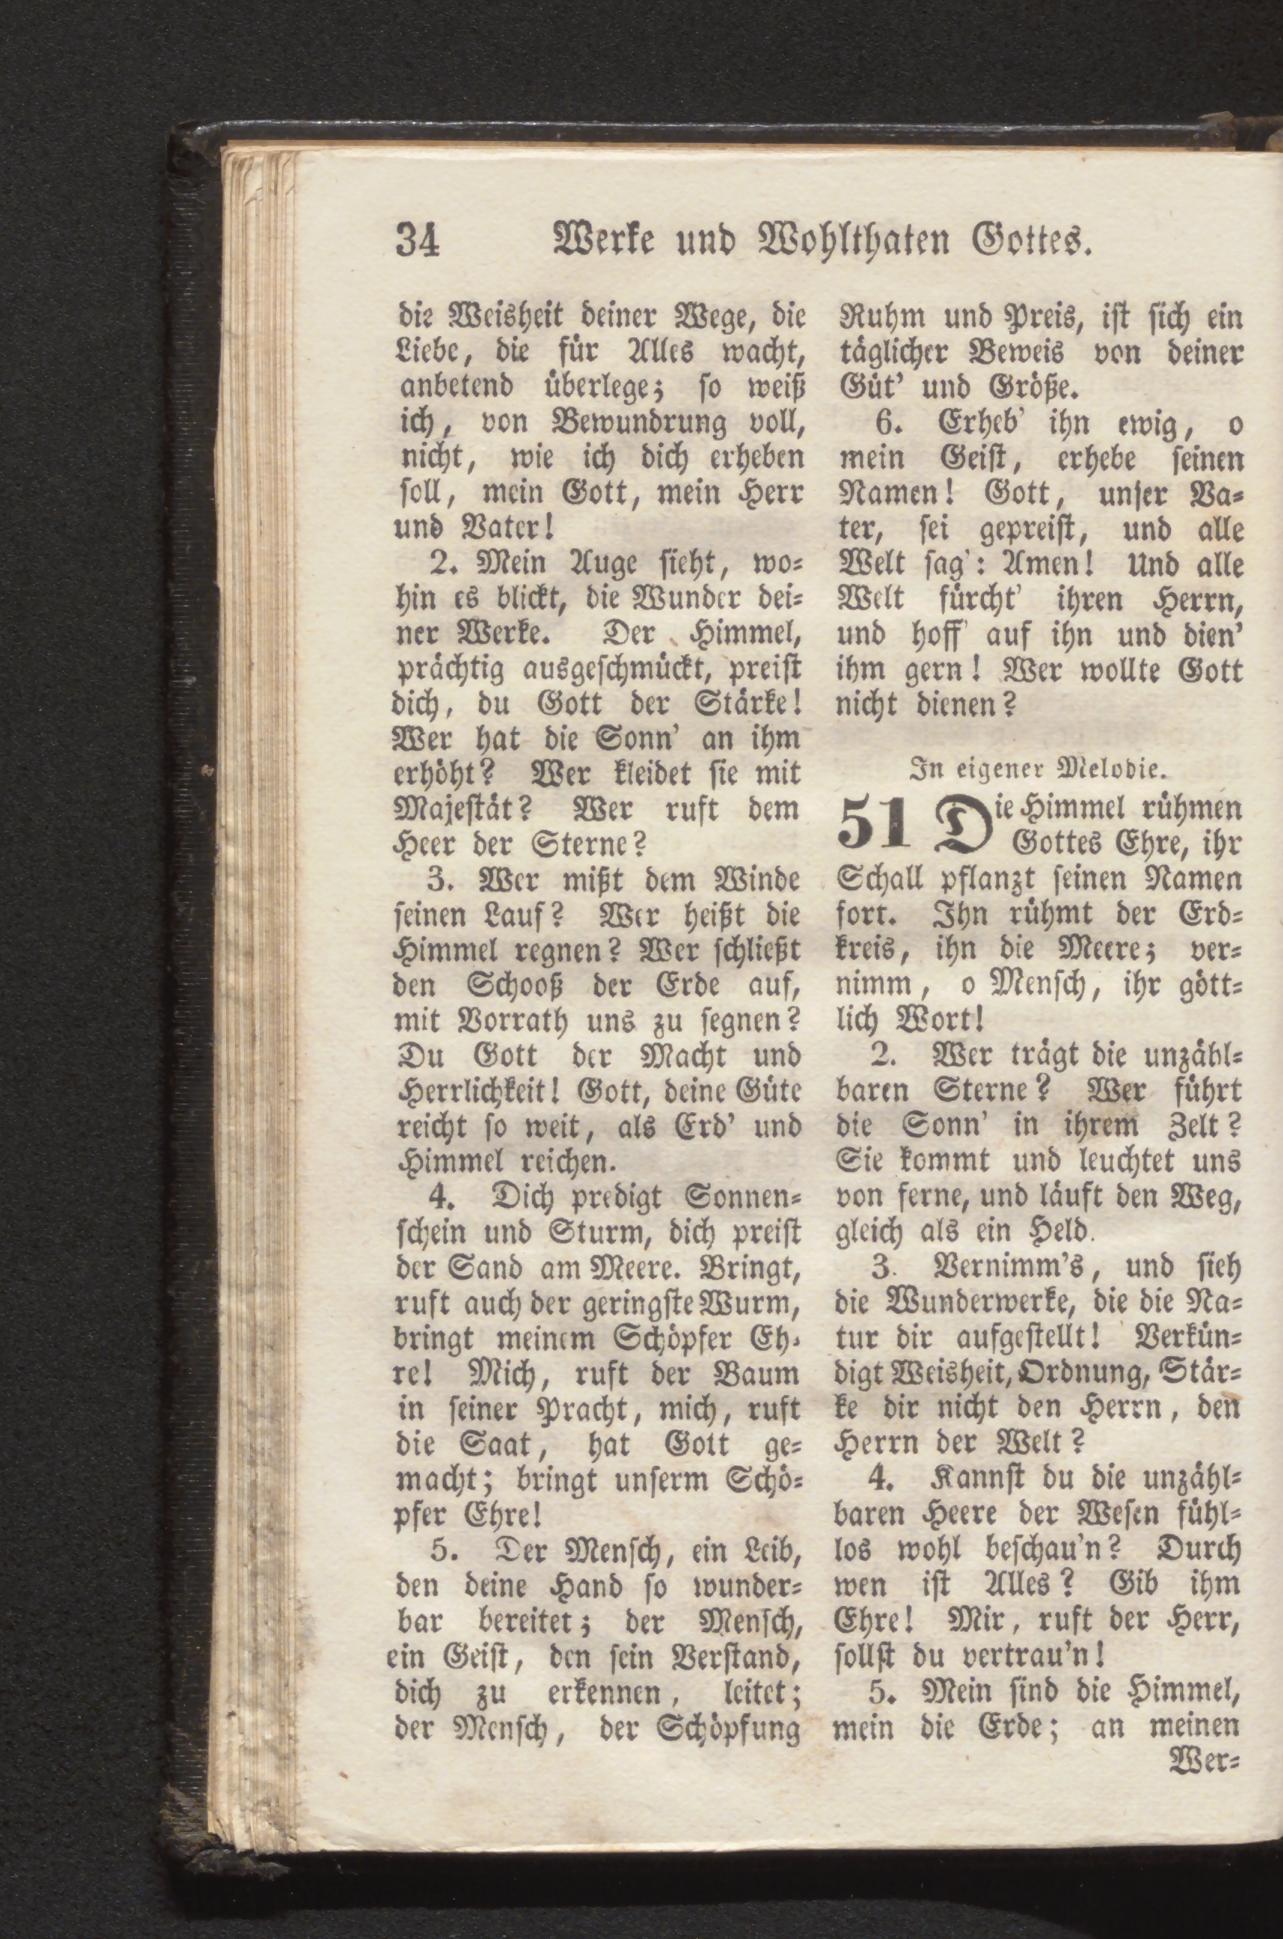 34 Werke und Wohlthaten Gottes.
die Weisheit deiner Wege, die
Liebe, die für Alles wacht,
anbetend überlege; so weiß
ich, von Bewundrung voll,
nicht, wie ich dich erheben
soll, mein Gott, mein Herr
und Vater!
2. Mein Auge sieht, wo-
hin es blickt, die Wunder dei-
ner Werke. Der Himmel,
prächtig ausgeschmückt, preist
dich, du Gott der Stärke!
Wer hat die Sonn' an ihm
erhöht? Wer kleidet sie mit
Majestät? Wer ruft dem
Heer der Sterne?
3. Wer mißt dem Winde
seinen Lauf? Wer heißt die
Himmel regnen? Wer schließt
den Schooß der Erde auf,
mit Vorrath uns zu segnen?
Du Gott der Macht und
Herrlichkeit! Gott, deine Güte
reicht so weit, als Erd' und
Himmel reichen.
4. Dich predigt Sonnen-
schein und Sturm, dich preist
der Sand am Meere. Bringt,
ruft auch der geringste Wurm,
bringt meinem Schöpfer Eh-
re! Mich, ruft der Baum
in seiner Pracht, mich, ruft
die Saat, hat Gott ge-
macht; bringt unserm Schö-
pfer Ehre!
5. Der Mensch, ein Leib,
den deine Hand so wunder-
bar bereitet; der Mensch,
ein Geist, den sein Verstand,
dich zu erkennen, leitet;
der Mensch, der Schöpfung
Ruhm und Preis, ist sich ein
täglicher Beweis von deiner
Güt' und Größe.
6. Erheb' ihn ewig, o
mein Geist, erhebe seinen
Namen! Gott, unser Va-
ter, sei gepreist, und alle
Welt sag': Amen! Und alle
Welt fürcht' ihren Herrn,
und hoff' auf ihn und dien'
ihm gern! Wer wollte Gott
nicht dienen?
In eigener Melodie.
51 Die Himmel rühmen
Gottes Ehre, ihr
Schall pflanzt seinen Namen
fort. Ihn rühmt der Erd-
kreis, ihn die Meere; ver-
nimm, o Mensch, ihr gött-
lich Wort!
2. Wer trägt die unzähl-
baren Sterne? Wer führt
die Sonn' in ihrem Zelt?
Sie kommt und leuchtet uns
von ferne, und läuft den Weg,
gleich als ein Held.
3. Vernimm's, und sieh
die Wunderwerke, die die Na-
tur dir aufgestellt! Verkün-
digt Weisheit, Ordnung, Stär-
ke dir nicht den Herrn, den
Herrn der Welt?
4. Kannst du die unzähl-
baren Heere der Wesen fühl-
los wohl beschau'n? Durch
wen ist Alles? Gib ihm
Ehre! Mir, ruft der Herr,
sollst du vertrau'n!
5. Mein sind die Himmel,
mein die Erde; an meinen
Wer-